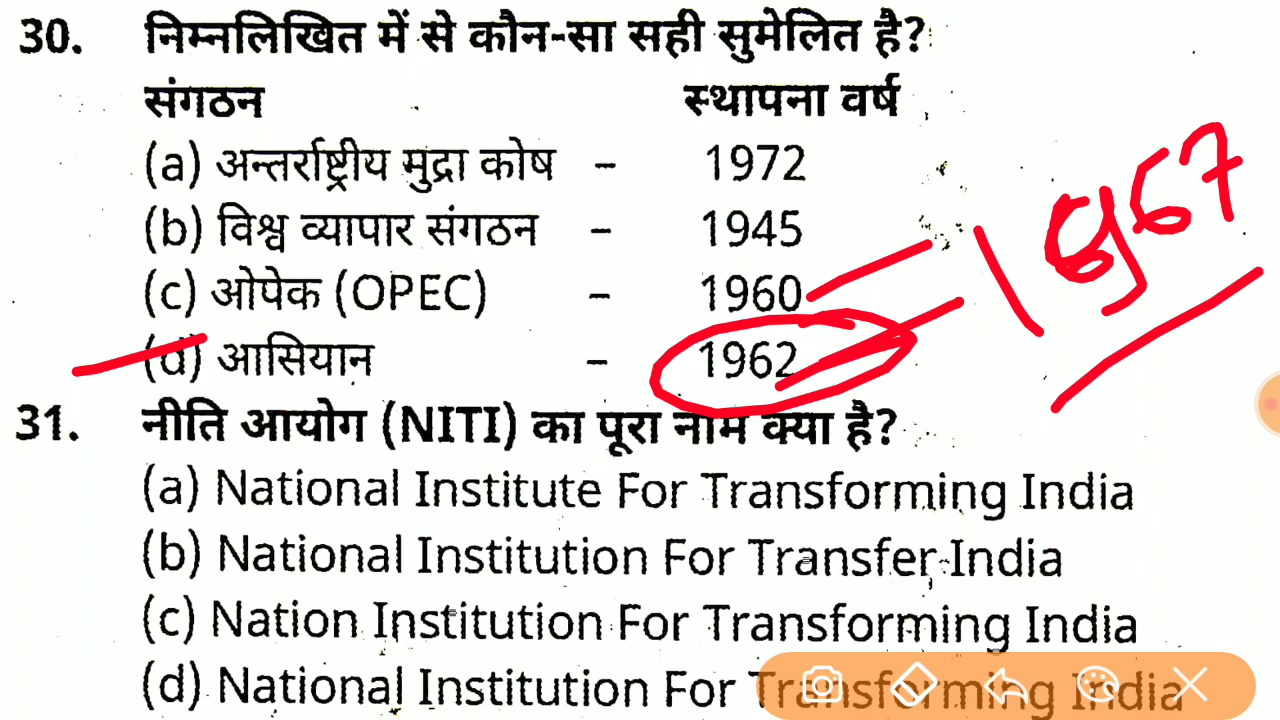 30. निम्नलिखित में से कौन-सा सही सुमेलित है?
संगठन स्थापना वर्ष
(a) अन्तर्राष्ट्रीय मुद्रा कोष – 1972
(b) विश्व व्यापार संगठन – 1945
(c) ओपेक (OPEC) – 1960
(d) आसियान – 1962
1967
31. नीति आयोग (NITI) का पूरा नाम क्या है?
(a) National Institute For Transforming India
(b) National Institution For Transfer India
(c) Nation Institution For Transforming India
(d) National Institution For Transforming India